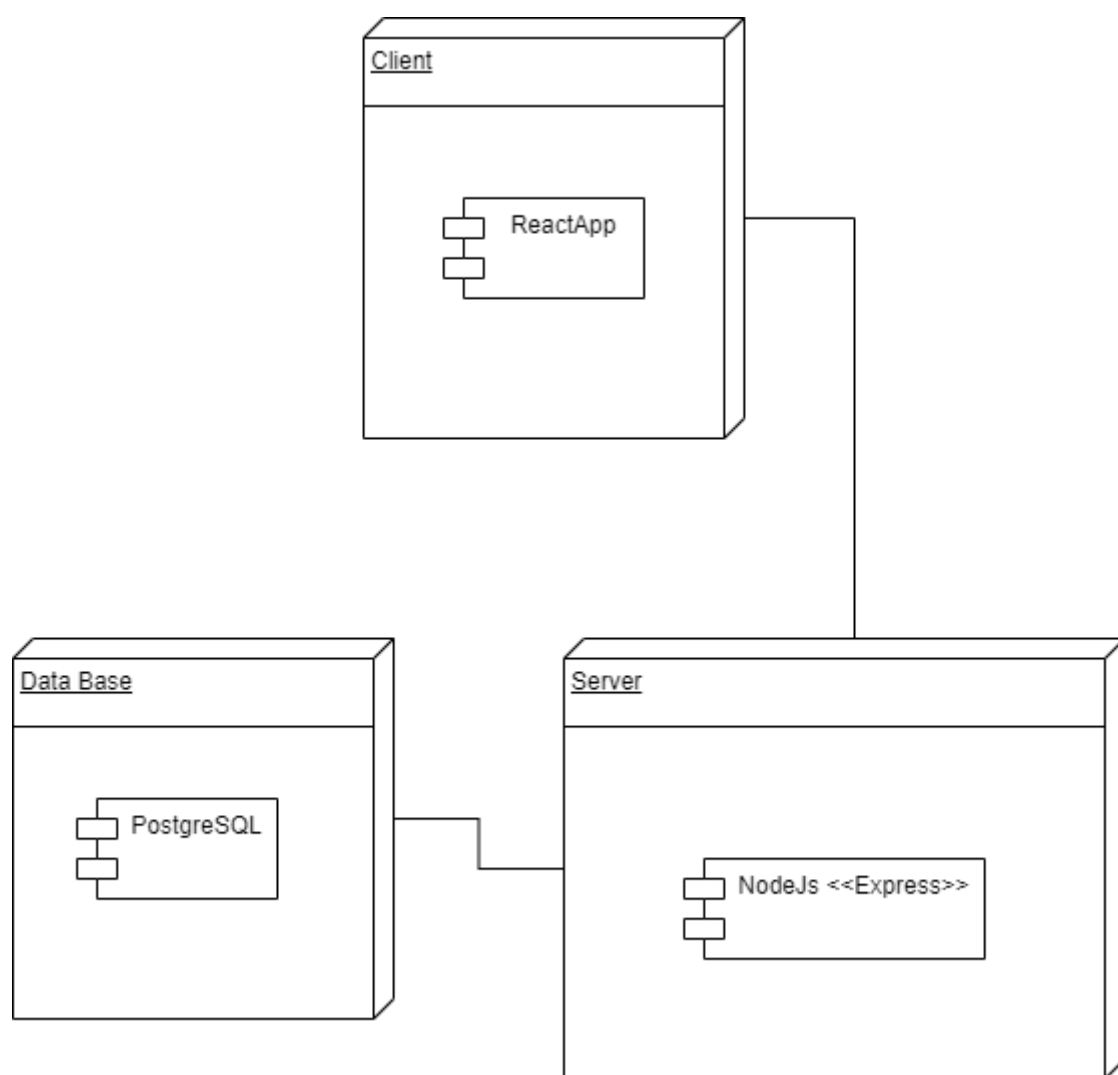 Client
ReactApp
Data Base
PostgreSQL
Server
NodeJs <<Express>>